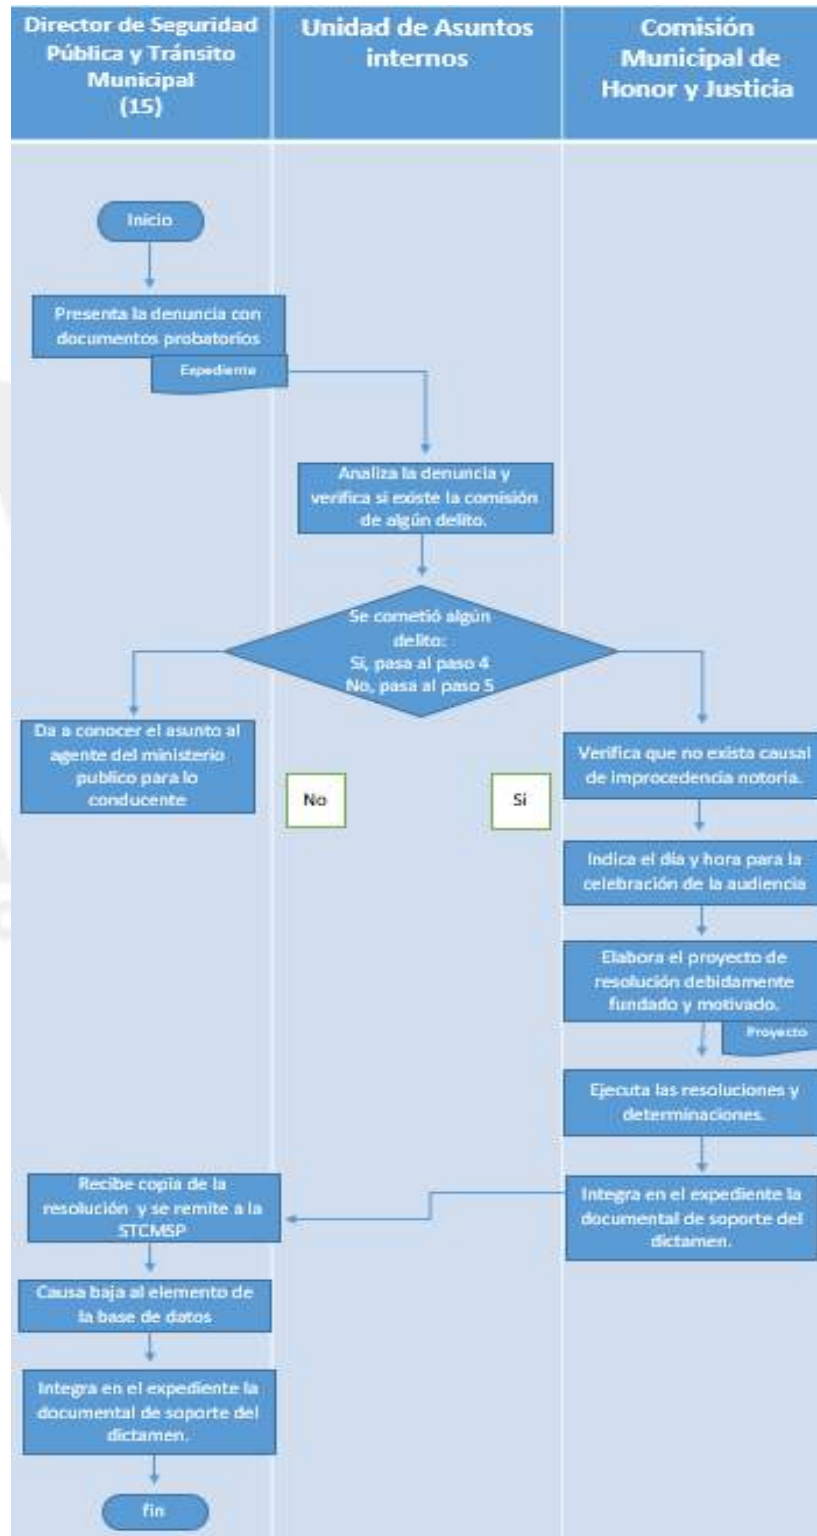 Director de Seguridad
Pública y Tránsito
Municipal
(15)
Unidad de Asuntos
internos
Comisión
Municipal de
Honor y Justicia
Inicio
Presenta la denuncia con
documentos probatorios
Expediente
Analiza la denuncia y
verifica si existe la comisión
de algún delito.
Se cometió algún
delito:
Sí, pasa al paso 4
No, pasa al paso 5
Da a conocer el asunto al
agente del ministerio
publico para lo
conducente
No
Si
Verifica que no exista causal
de improcedencia notoria.
Indica el día y hora para la
celebración de la audiencia
Elabora el proyecto de
resolución debidamente
fundado y motivado.
Proyecto
Ejecuta las resoluciones y
determinaciones.
Integra en el expediente la
documental de soporte del
dictamen.
Recibe copia de la
resolución y se remite a la
STCMSP
Causa baja al elemento de
la base de datos
Integra en el expediente la
documental de soporte del
dictamen.
fin